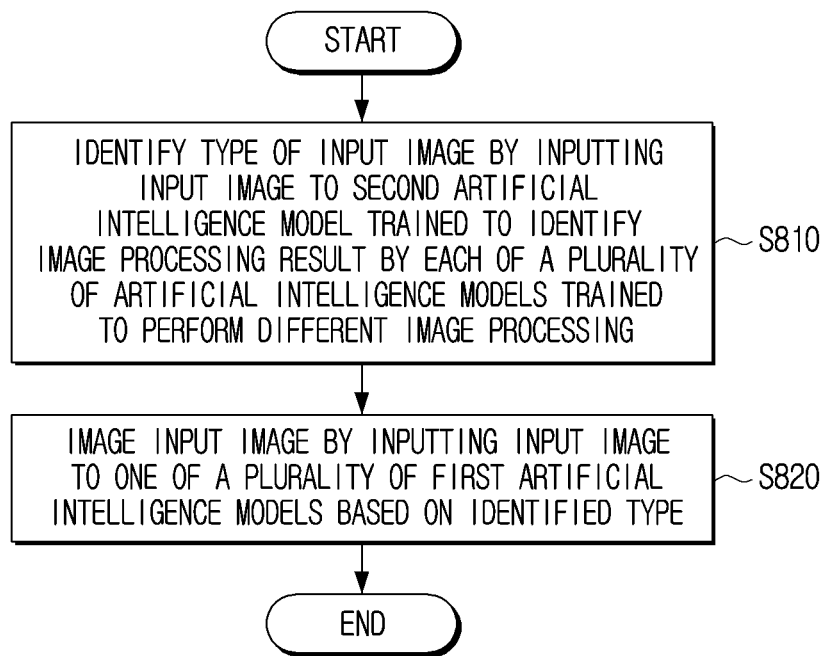 START
IDENTIFY TYPE OF INPUT IMAGE BY INPUTTING
INPUT IMAGE TO SECOND ARTIFICIAL
INTELLIGENCE MODEL TRAINED TO IDENTIFY
IMAGE PROCESSING RESULT BY EACH OF A PLURALITY
OF ARTIFICIAL INTELLIGENCE MODELS TRAINED
TO PERFORM DIFFERENT IMAGE PROCESSING
S810
IMAGE INPUT IMAGE BY INPUTTING INPUT IMAGE
TO ONE OF A PLURALITY OF FIRST ARTIFICIAL
INTELLIGENCE MODELS BASED ON IDENTIFIED TYPE
S820
END